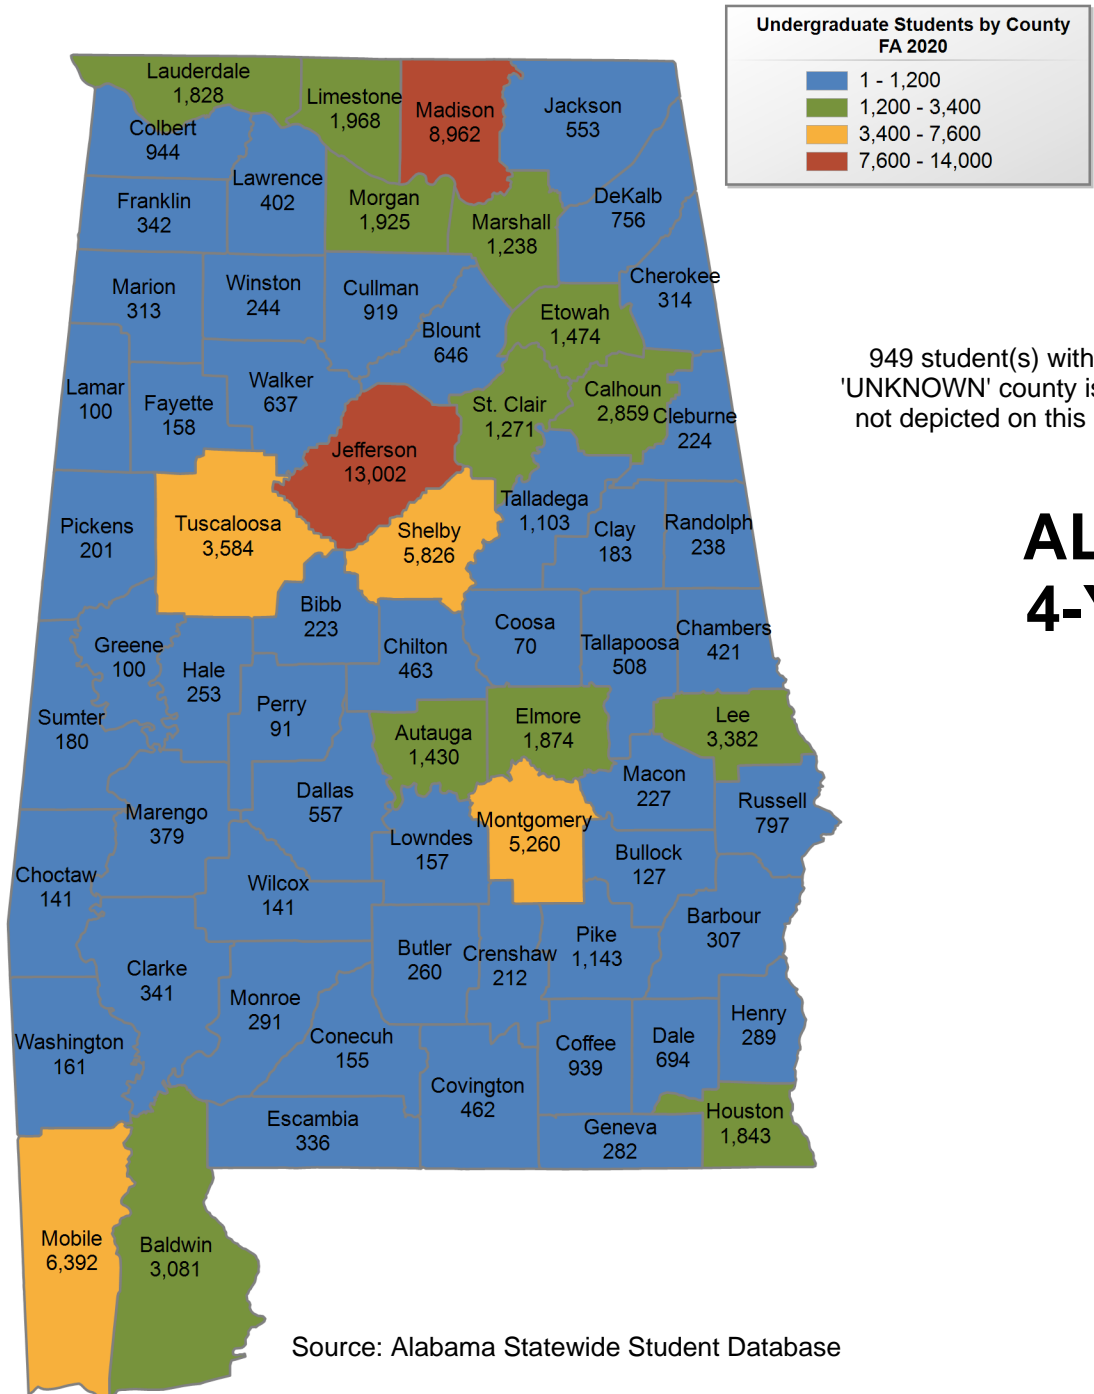 Undergraduate Students by County
FA 2020
1 - 1,200
1,200 - 3,400
3,400 - 7,600
7,600 - 14,000
Lauderdale
1,828
Limestone
1,968
Madison
8,962
Jackson
553
Colbert
944
Lawrence
402
Franklin
342
Morgan
1,925
Marshall
1,238
DeKalb
756
Cherokee
314
Marion
313
Winston
244
Cullman
919
Blount
646
Etowah
1,474
949 student(s) with
'UNKNOWN' county is
not depicted on this
Lamar
100
Fayette
158
Walker
637
St. Clair
1,271
Calhoun
2,859
Cleburne
224
Jefferson
13,002
Pickens
201
Tuscaloosa
3,584
Shelby
5,826
Talladega
1,103
Clay
183
Randolph
238
AL
4-Y
Bibb
223
Greene
100
Hale
253
Chilton
463
Coosa
70
Tallapoosa
508
Chambers
421
Sumter
180
Perry
91
Autauga
1,430
Elmore
1,874
Lee
3,382
Marengo
379
Dallas
557
Lowndes
157
Montgomery
5,260
Macon
227
Russell
797
Choctaw
141
Wilcox
141
Bullock
127
Clarke
341
Butler
260
Crenshaw
212
Pike
1,143
Barbour
307
Monroe
291
Washington
161
Conecuh
155
Coffee
939
Dale
694
Henry
289
Covington
462
Escambia
336
Geneva
282
Houston
1,843
Mobile
6,392
Baldwin
3,081
Source: Alabama Statewide Student Database